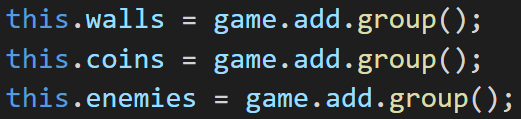 this.walls = game.add.group();
this.coins = game.add.group();
this.enemies = game.add.group();